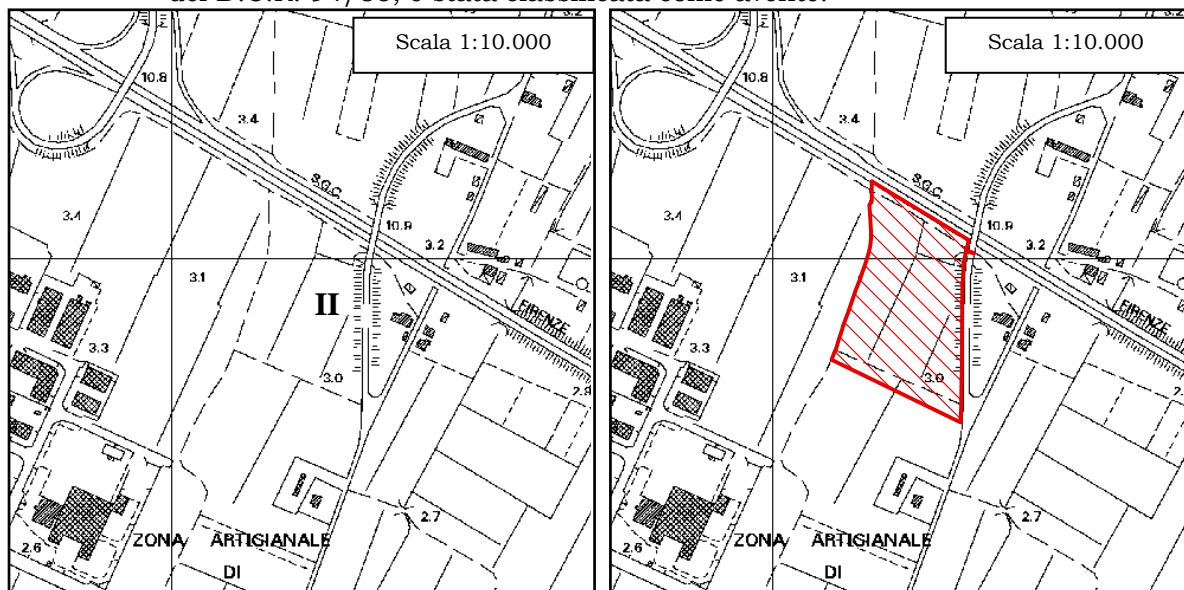 Scala 1:10.000
10.8
3.4
S.G.C
3.4
10.9
3.2
3.1
II
FIRENZE
3.3
3.0
2.8
2.7
ZONA ARTIGIANALE
2.6
DI
Scala 1:10.000
10.8
3.4
S.G.C
3.4
10.9
3.2
3.1
FIRENZE
3.3
3.0
2.7
ZONA ARTIGIANALE
2.6
DI